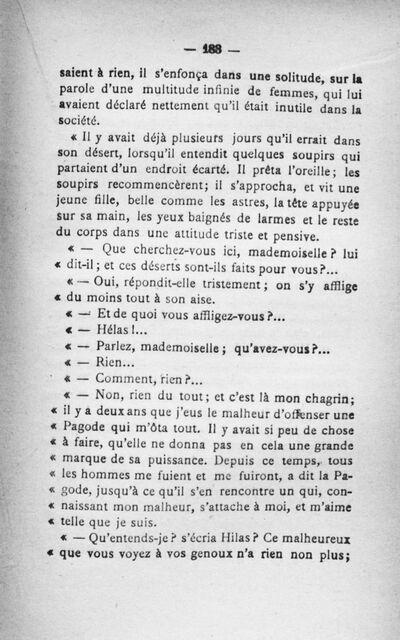 — 188 —
saient à rien, il s'enfonça dans une solitude, sur la
parole d'une multitude infinie de femmes, qui lui
avaient déclaré nettement qu'il était inutile dans la
société.
« Il y avait déjà plusieurs jours qu'il errait dans
son désert, lorsqu'il entendit quelques soupirs qui
partaient d'un endroit écarté. Il prêta l'oreille; les
soupirs recommencèrent; il s'approcha, et vit une
jeune fille, belle comme les astres, la tête appuyée
sur sa main, les yeux baignés de larmes et le reste
du corps dans une attitude triste et pensive.
« — Que cherchez-vous ici, mademoiselle ? lui
« dit-il ; et ces déserts sont-ils faits pour vous ?...
« — Oui, répondit-elle tristement ; on s'y afflige
« du moins tout à son aise.
« — Et de quoi vous affligez-vous ?...
« — Hélas !...
« — Parlez, mademoiselle ; qu'avez-vous ?...
« — Rien...
« — Comment, rien ?...
« — Non, rien du tout ; et c'est là mon chagrin;
« il y a deux ans que j'eus le malheur d'offenser une
« Pagode qui m'ôta tout. Il y avait si peu de chose
« à faire, qu'elle ne donna pas en cela une grande
« marque de sa puissance. Depuis ce temps, tous
« les hommes me fuient et me fuiront, a dit la Pa-
« gode, jusqu'à ce qu'il s'en rencontre un qui, con-
« naissant mon malheur, s'attache à moi, et m'aime
« telle que je suis.
« — Qu'entends-je ? s'écria Hilas ? Ce malheureux
« que vous voyez à vos genoux n'a rien non plus;